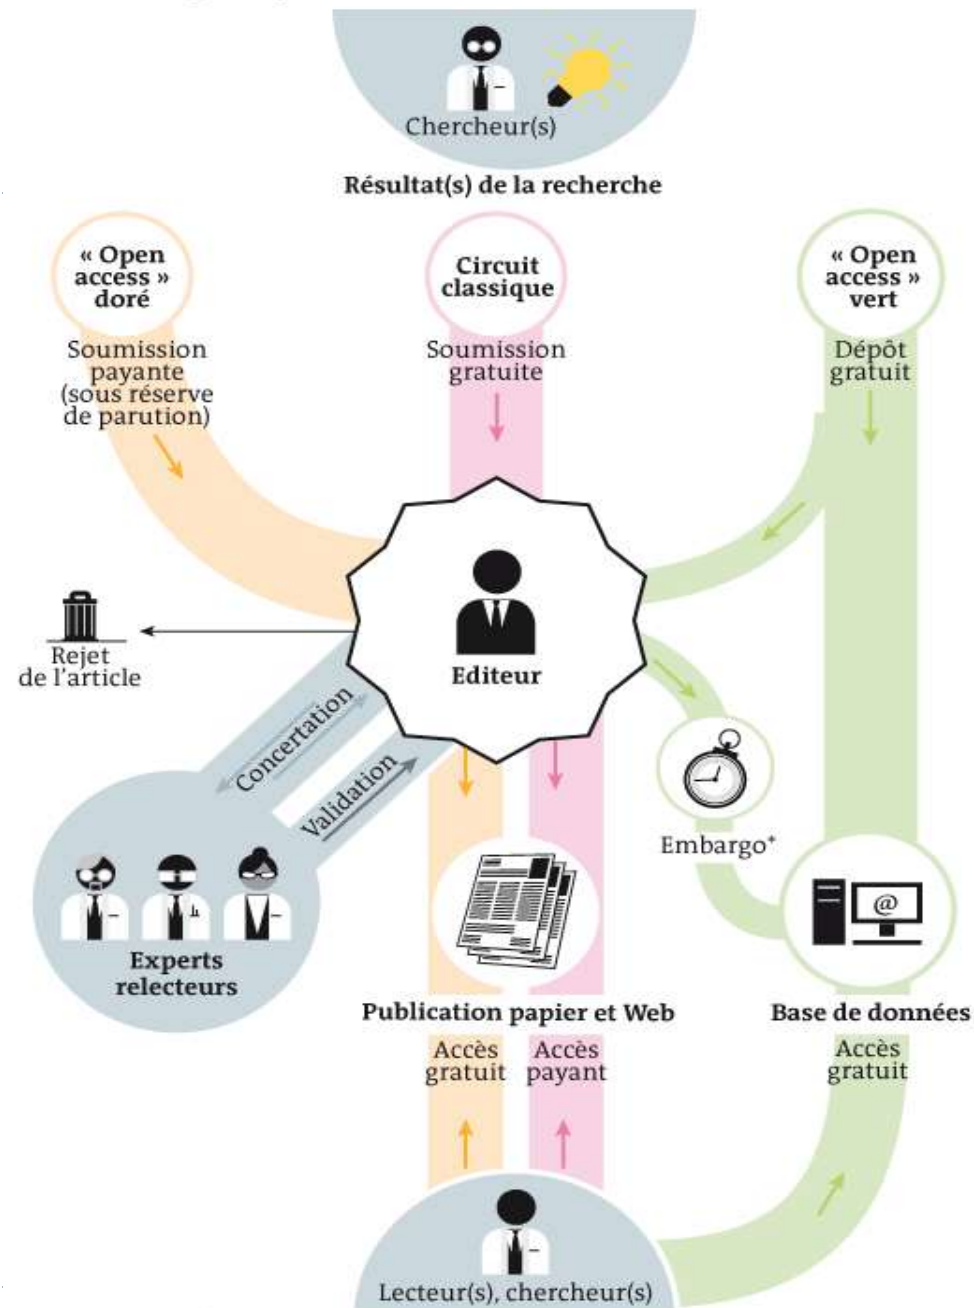 Chercheur(s)
Résultat(s) de la recherche
« Open
access »
doré
Circuit
classique
« Open
access »
vert
Soumission
payante
(sous réserve
de parution)
Soumission
gratuite
Dépôt
gratuit
Editeur
Rejet
de l'article
Concertation
Validation
Embargo*
@
Experts
relecteurs
Publication papier et Web
Base de données
Accès
gratuit
Accès
payant
Accès
gratuit
Lecteur(s), chercheur(s)